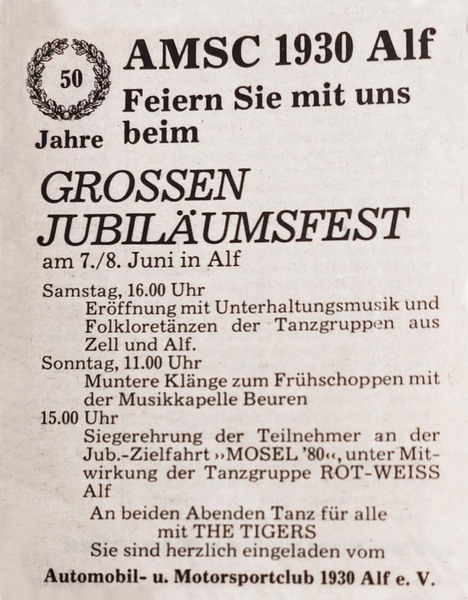 AMSC 1930 Alf
50
Jahre
Feiern Sie mit uns
beim
GROSSEN
JUBILÄUMSFEST
am 7./8. Juni in Alf
Samstag, 16.00 Uhr
Eröffnung mit Unterhaltungsmusik und
Folkloretänzen der Tanzgruppen aus
Zell und Alf.
Sonntag, 11.00 Uhr
Muntere Klänge zum Frühschoppen mit
der Musikkapelle Beuren
15.00 Uhr
Siegerehrung der Teilnehmer an der
Jub.-Zielfahrt ››MOSEL '80‹‹, unter Mit-
wirkung der Tanzgruppe ROT-WEISS
Alf
An beiden Abenden Tanz für alle
mit THE TIGERS
Sie sind herzlich eingeladen vom
Automobil- u. Motorsportclub 1930 Alf e. V.